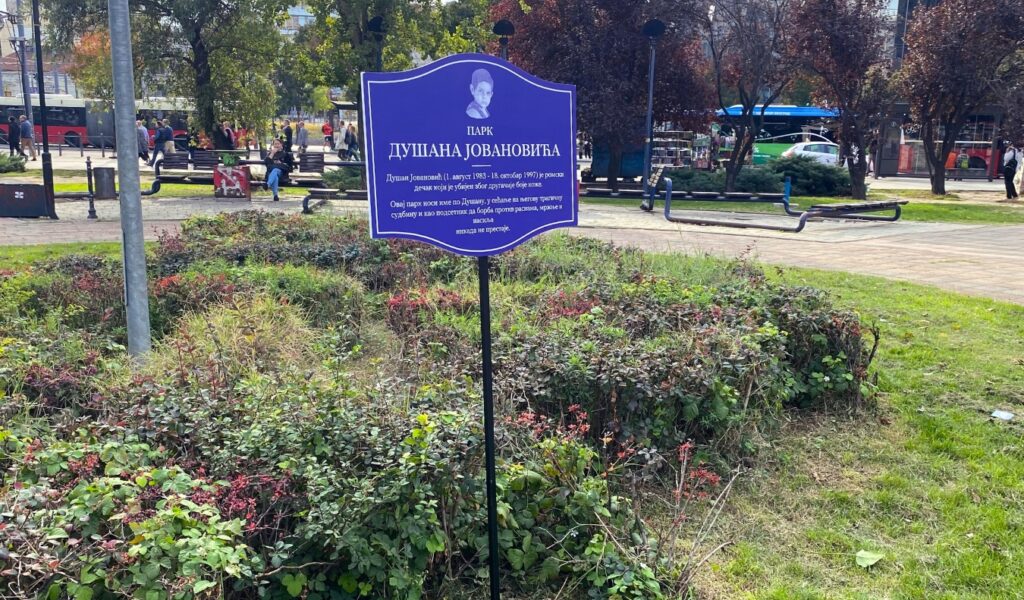 ПАРК
ДУШАНА ЈОВАНОВИЋА
Душан Јовановић (1. август 1983 - 18. октобар 1997) је ромски
дечак који је убијен због другачије боје коже.
Овај парк носи име по Душану, у сећање на његову трагичну
судбину и као подсетник да борба против расизма, мржње и
насиља
никада не престаје.